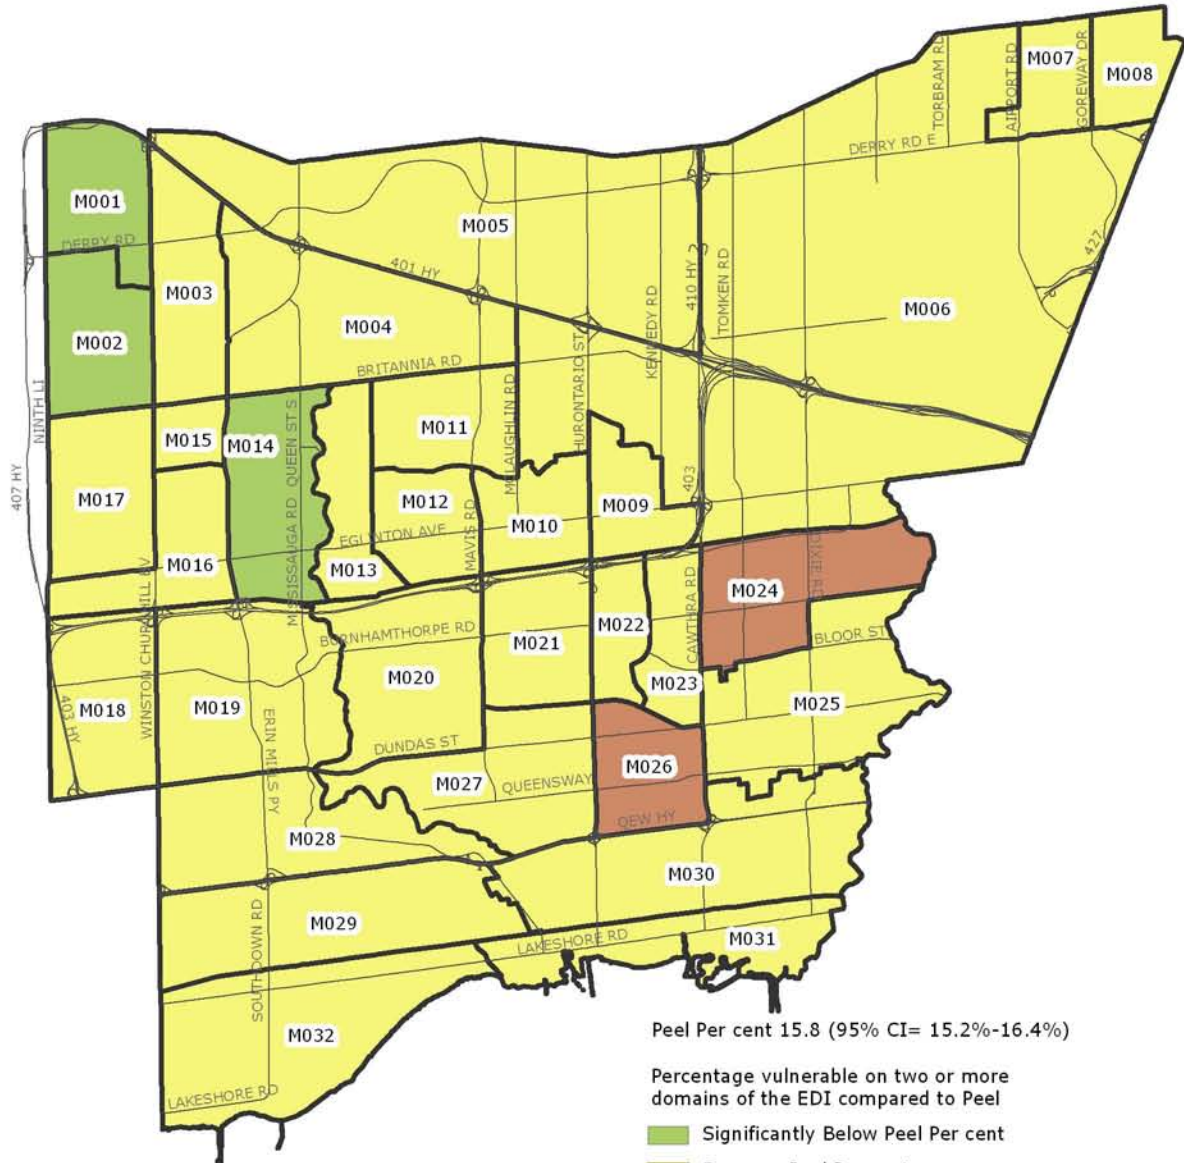 TORBRAM RD
AIRPORT RD
M007
GOREWAY DR
M008
DERRY RD E
M001
DERRY RD
M005
401 HY
410 HY
TOMKEN RD
427
M003
M002
M004
KENNEDY RD
M006
BRITANNIA RD
HURONTARIO ST
MCLAUGHLIN RD
NINTH LI
407 HY
M015
M014
QUEEN ST S
M011
MISSISSAUGA RD
M017
M012
MAVIS RD
M010
M009
403
EGLINTON AVE
M016
M013
WINSTON CHURCHILL BV
M024
DIXIE RD
CAWTHRA RD
BURNHAMTHORPE RD
M021
M022
BLOOR ST
M020
M023
403 HY
M018
M019
ERIN MILLS PY
M025
DUNDAS ST
M027
QUEENSWAY
M026
QEW HY
M028
M030
M029
SOUTHDOWN RD
LAKESHORE RD
M031
M032
LAKESHORE RD
Peel Per cent 15.8 (95% CI= 15.2%-16.4%)
Percentage vulnerable on two or more
domains of the EDI compared to Peel
Significantly Below Peel Per cent